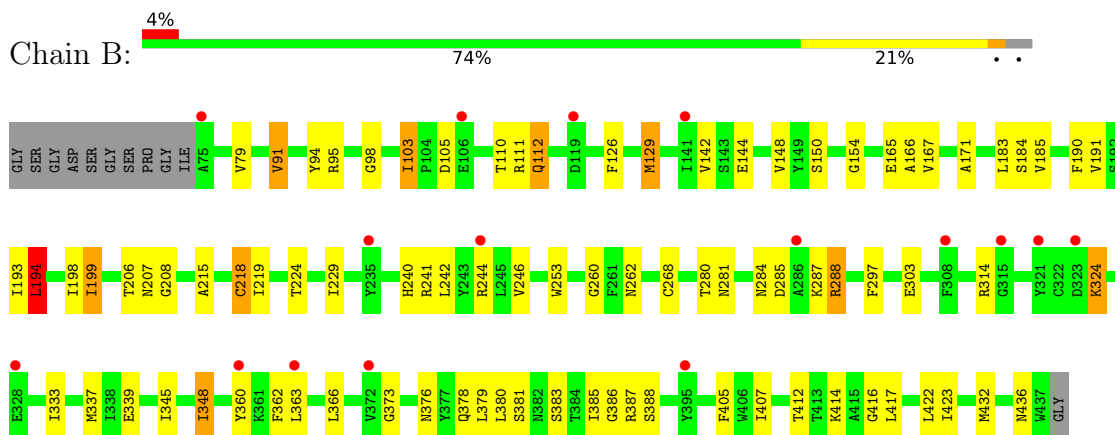 4%
Chain B:
74% 21% • •
GLY SER GLY ASP SER GLY SER PRO GLY ILE A75 V79 V91 Y94 R95 G98 I103 P104 D105 E106 T110 R111 Q112 D119 F126 M129 I141 V142 S143 E144 V148 Y149 S150 G154 E165 A166 V167 A171 L183 S184 V185 F190 V191 S192
I193 L194 I198 I199 T206 N207 G208 A215 C218 I219 T224 I229 Y235 H240 R241 L242 Y243 R244 L245 V246 W253 G260 F261 N262 C268 T280 N281 N284 D285 A286 K287 R288 F297 E303 F308 R314 G315 Y321 C322 D323 K324
E328 I333 M337 I338 E339 I345 I348 Y360 K361 F362 L363 L366 V372 G373 N376 Y377 Q378 L379 L380 S381 N382 S383 T384 I385 G386 R387 S388 Y395 F405 W406 I407 T412 T413 K414 A415 G416 L417 L422 I423 M432 N436 W437 GLY